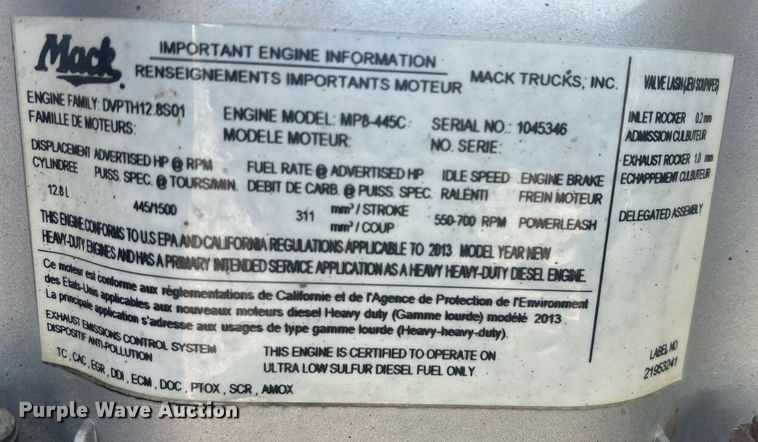 Mack
IMPORTANT ENGINE INFORMATION
RENSEIGNEMENTS IMPORTANTS MOTEUR
MACK TRUCKS, INC.
ENGINE FAMILY: DVPTH12.8S01
FAMILLE DE MOTEURS:
ENGINE MODEL: MP8-445C
MODELE MOTEUR:
SERIAL NO.: 1045346
NO. SERIE:
DISPLACEMENT ADVERTISED HP @ RPM
CYLINDREE PUISS. SPEC. @ TOURS/MIN.
12.8 L
445/1500
FUEL RATE @ ADVERTISED HP
DEBIT DE CARB. @ PUISS. SPEC.
311 mm³ / STROKE
mm³ / COUP
IDLE SPEED
RALENTI
550-700 RPM
ENGINE BRAKE
FREIN MOTEUR
POWERLEASH
THIS ENGINE CONFORMS TO U.S EPA AND CALIFORNIA REGULATIONS APPLICABLE TO 2013 MODEL YEAR NEW
HEAVY-DUTY ENGINES AND HAS A PRIMARY INTENDED SERVICE APPLICATION AS A HEAVY HEAVY-DUTY DIESEL ENGINE.
Ce moteur est conforme aux réglementations de Californie et de l'Agence de Protection de l'Environment
des Etats-Unis applicables aux nouveaux moteurs diesel Heavy duty (Gamme lourde) modélé 2013
La principale application s'adresse aux usages de type gamme lourde (Heavy-heavy-duty).
EXHAUST EMISSIONS CONTROL SYSTEM
DISPOSITIF ANTI-POLLUTION
TC , CAC, EGR, DDI , ECM , DOC , PTOX , SCR , AMOX
THIS ENGINE IS CERTIFIED TO OPERATE ON
ULTRA LOW SULFUR DIESEL FUEL ONLY.
VALVE LASH (JEU SOUPAPES)
INLET ROCKER 0.2 mm
ADMISSION CULBUTEUR
EXHAUST ROCKER 1.0 mm
ECHAPPEMENT CULBUTEUR
DELEGATED ASSEMBLY
LABEL NO
21953241
Purple Wave Auction